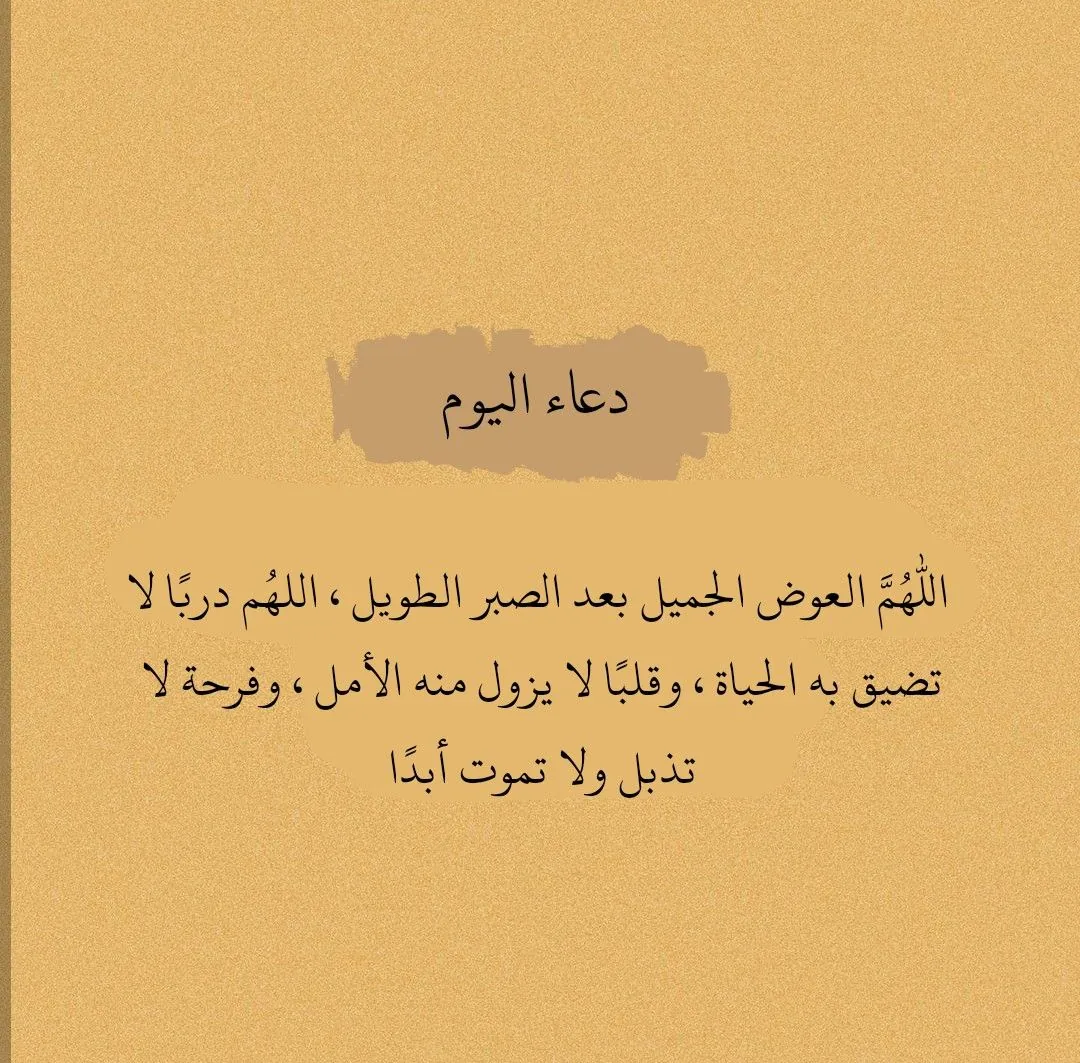 دعاء اليوم
اللّٰهُمَّ العوض الجميل بعد الصبر الطويل ، اللهُم دربًا لا
تضيق به الحياة ، وقلبًا لا يزول منه الأمل ، وفرحة لا
تذبل ولا تموت أبدًا